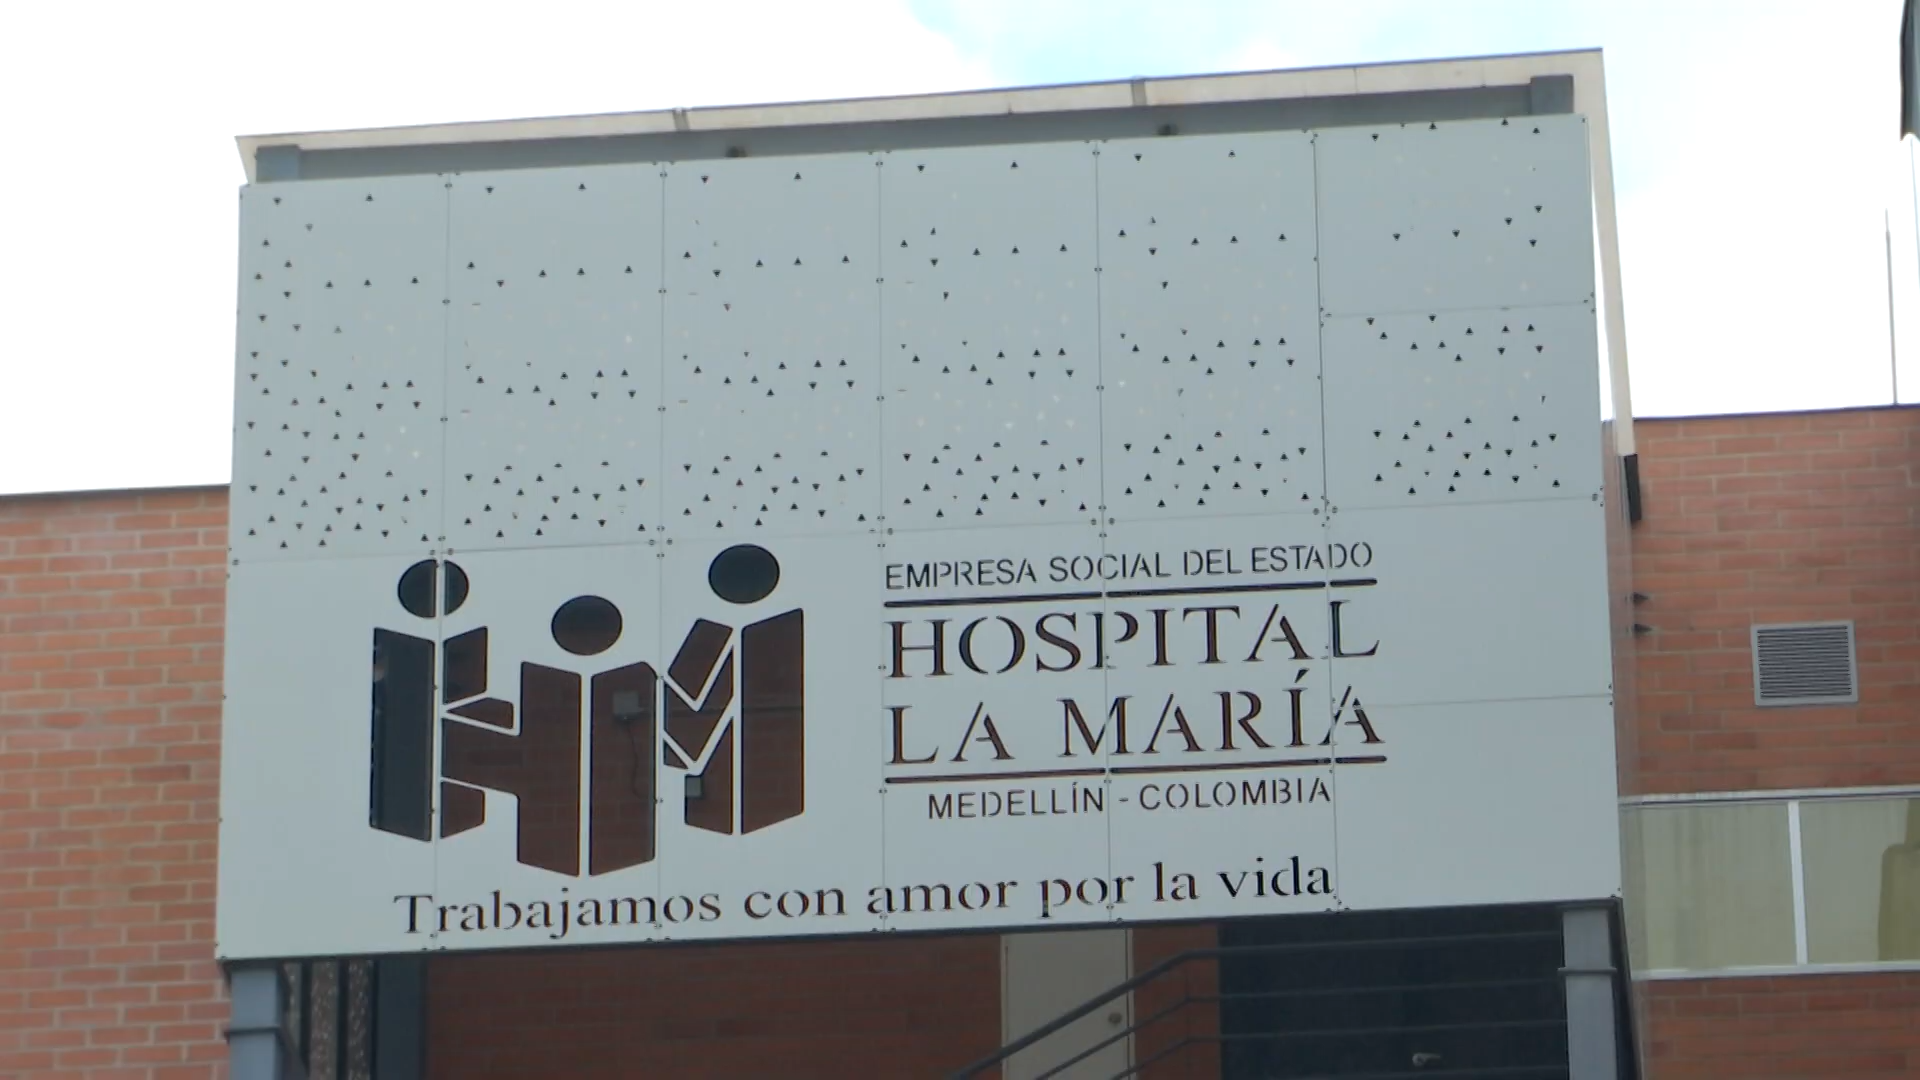 EMPRESA SOCIAL DEL ESTADO
HOSPITAL
LA MARÍA
MEDELLÍN - COLOMBIA
Trabajamos con amor por la vida